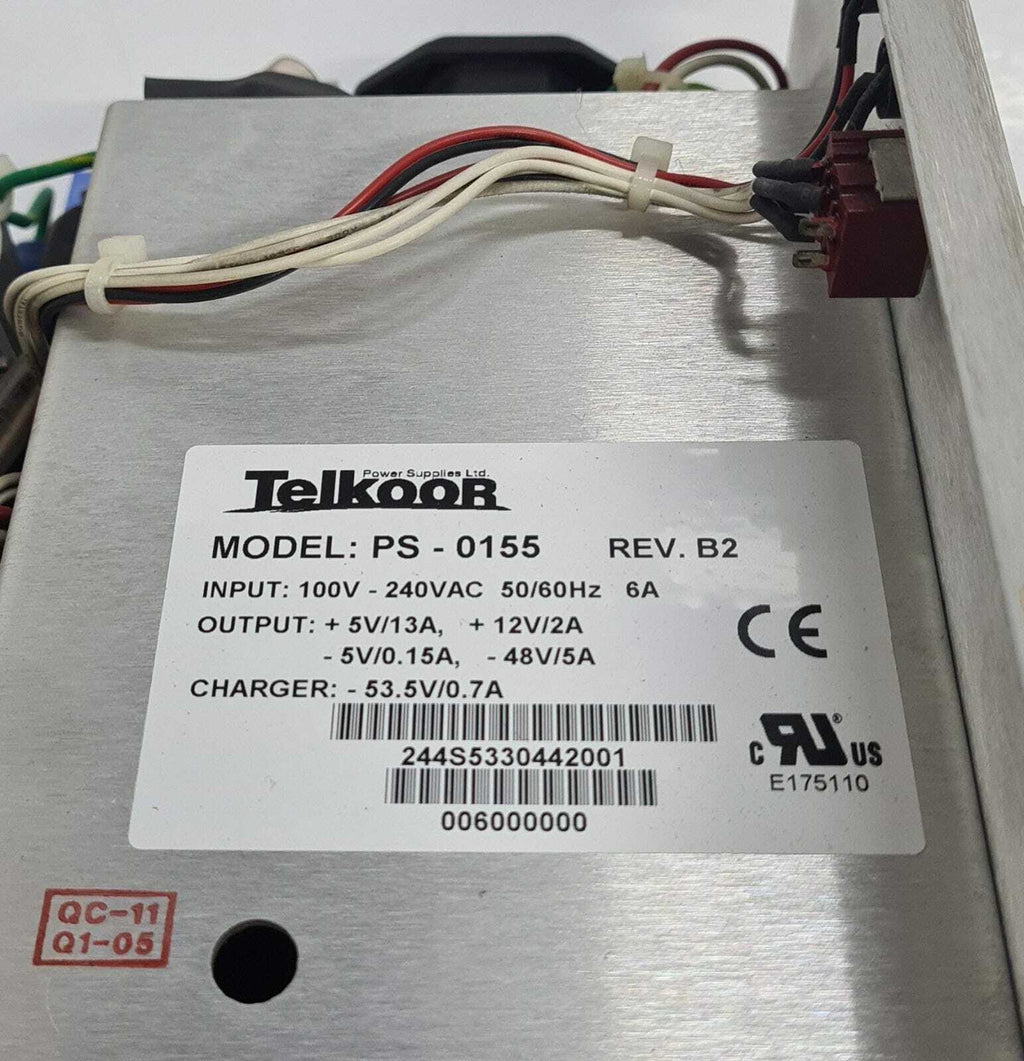 Power Supplies Ltd.
Telkoor
MODEL: PS - 0155 REV. B2
INPUT: 100V - 240VAC 50/60Hz 6A
OUTPUT: + 5V/13A, + 12V/2A
- 5V/0.15A, - 48V/5A
CE
CHARGER: - 53.5V/0.7A
244S5330442001
C RU® US
E175110
006000000
QC-11
Q1-05